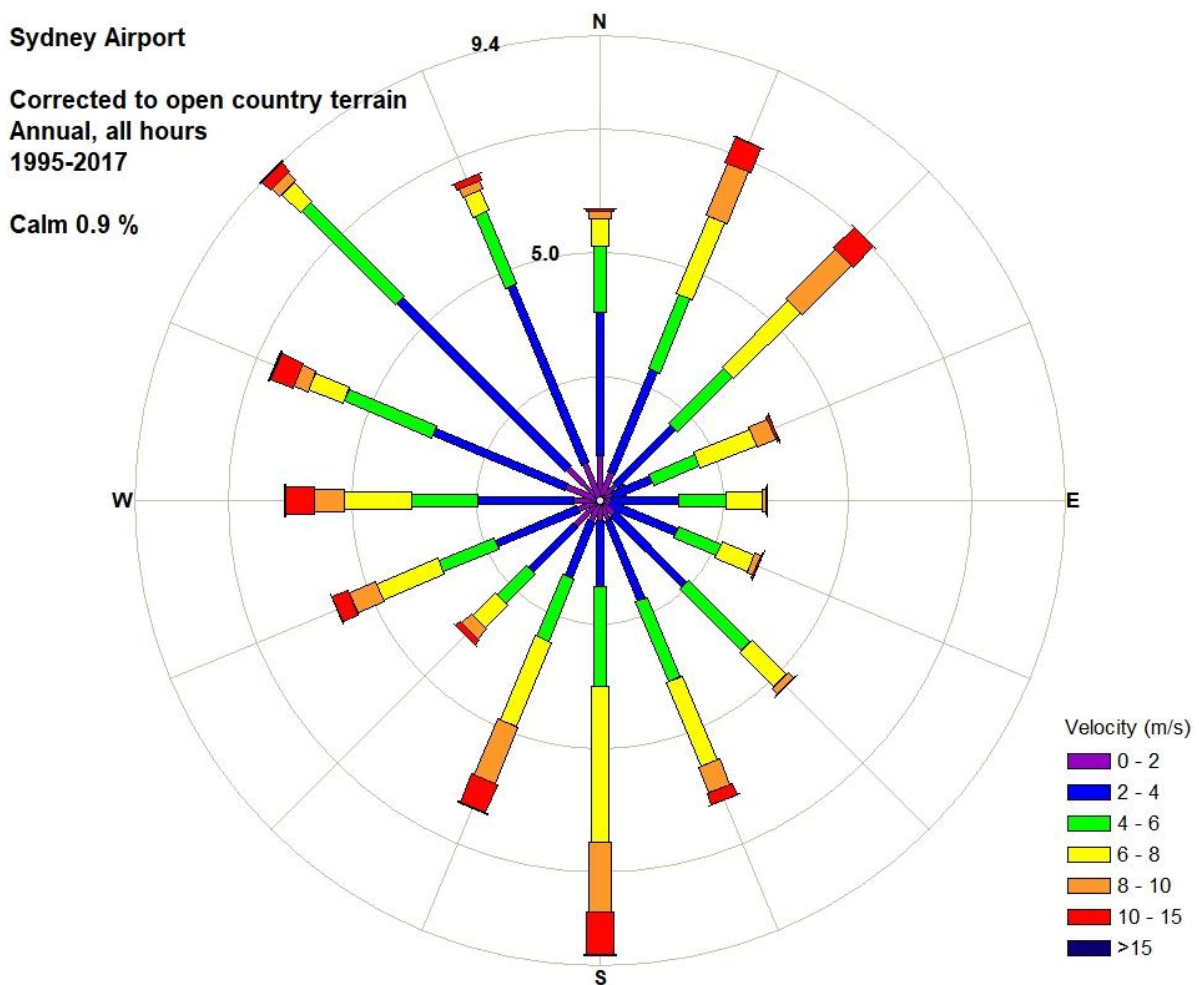 Sydney Airport
Corrected to open country terrain
Annual, all hours
1995-2017
Calm 0.9 %
N
9.4
5.0
W
E
S
Velocity (m/s)
0 - 2
2 - 4
4 - 6
6 - 8
8 - 10
10 - 15
>15